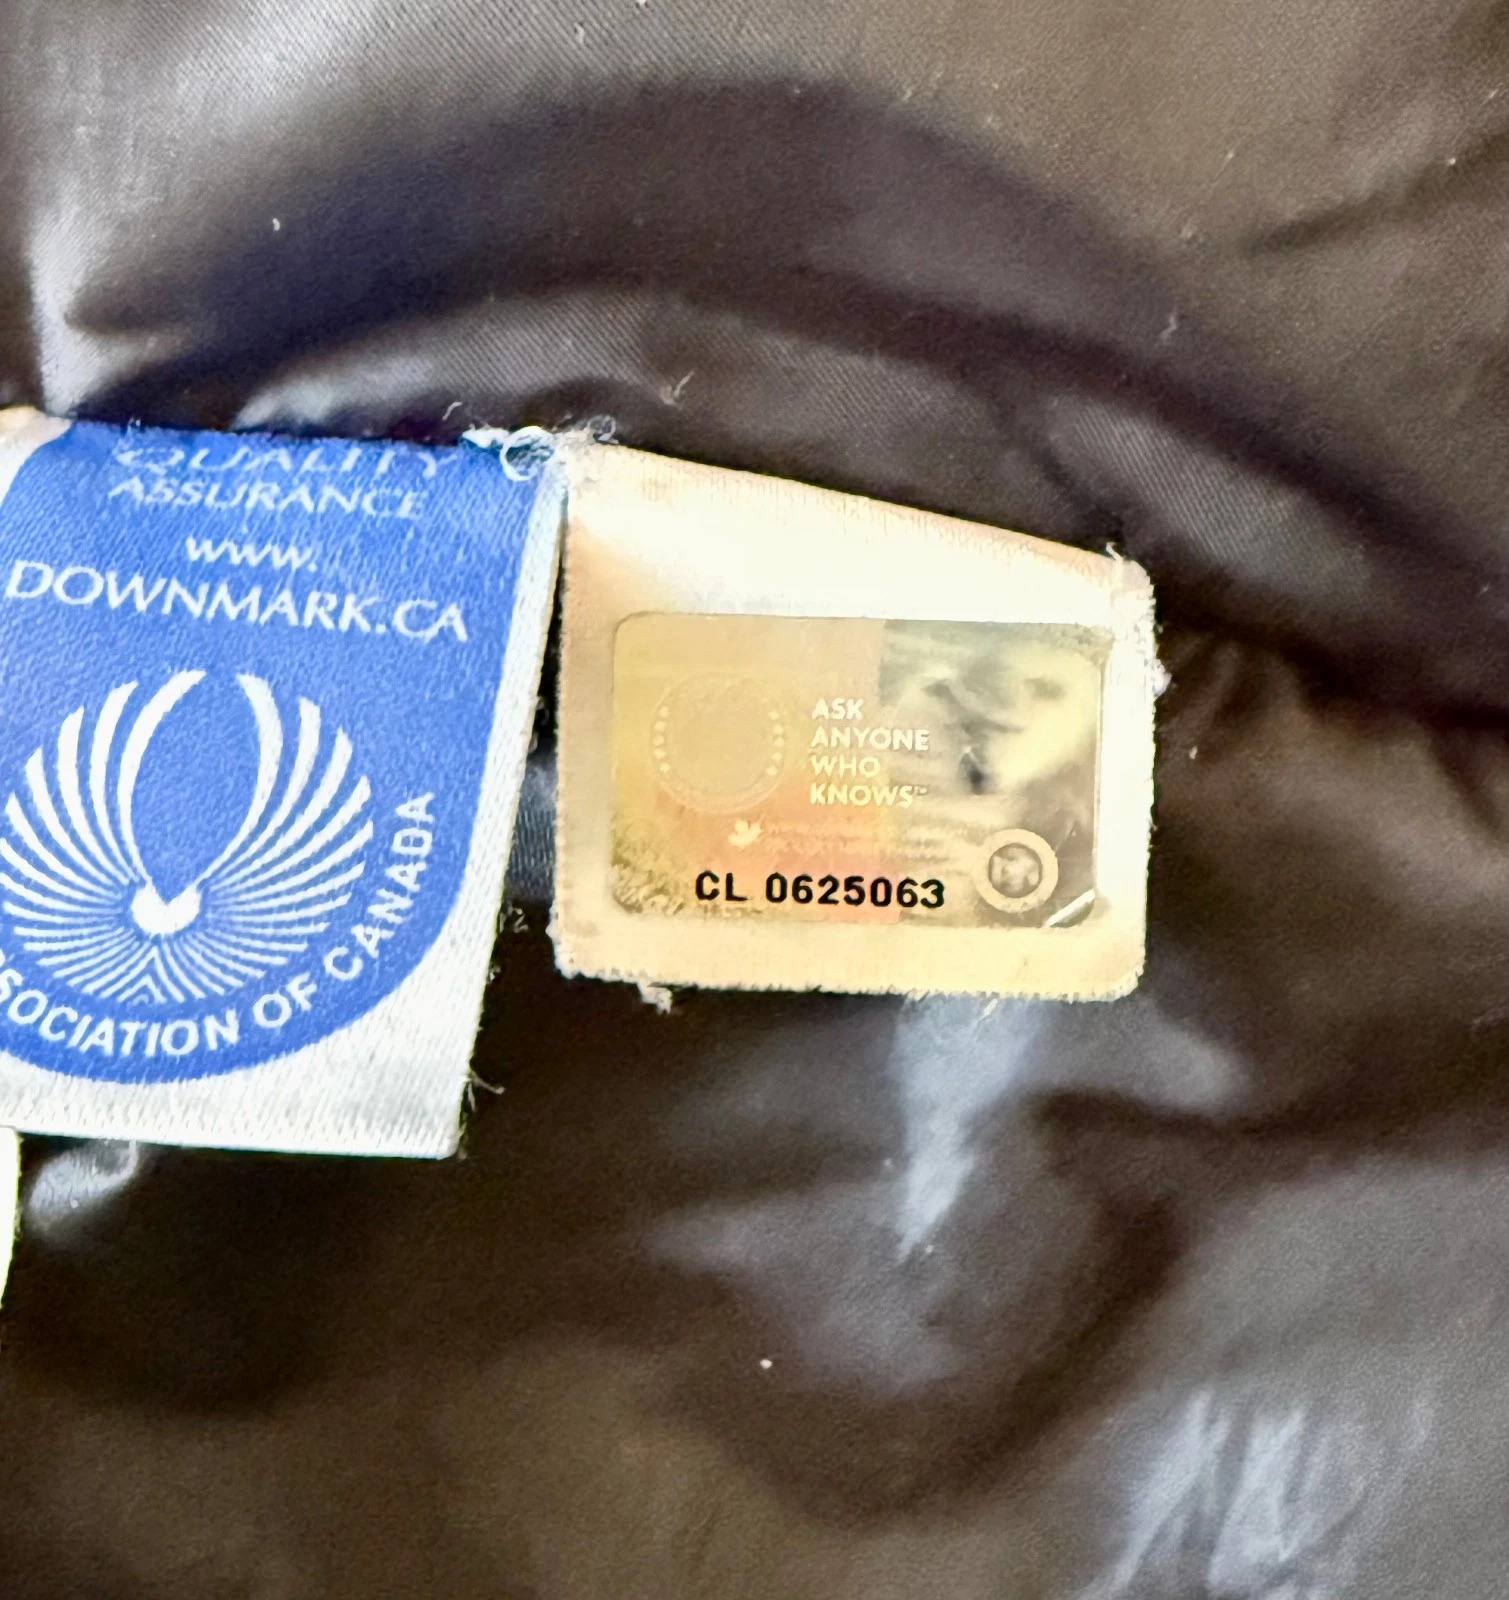 QUALITY
ASSURANCE
www.
DOWNMARK.CA
SOCIATION OF CANADA
ASK
ANYONE
WHO
KNOWS™
CL 0625063